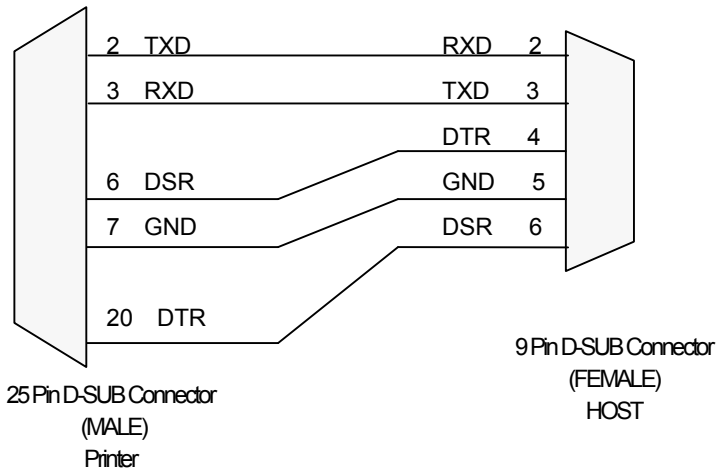 2 TXD RXD 2
3 RXD TXD 3
DTR 4
6 DSR GND 5
7 GND DSR 6
20 DTR
9 Pin D-SUB Connector
(FEMALE)
HOST
25 Pin D-SUB Connector
(MALE)
Printer